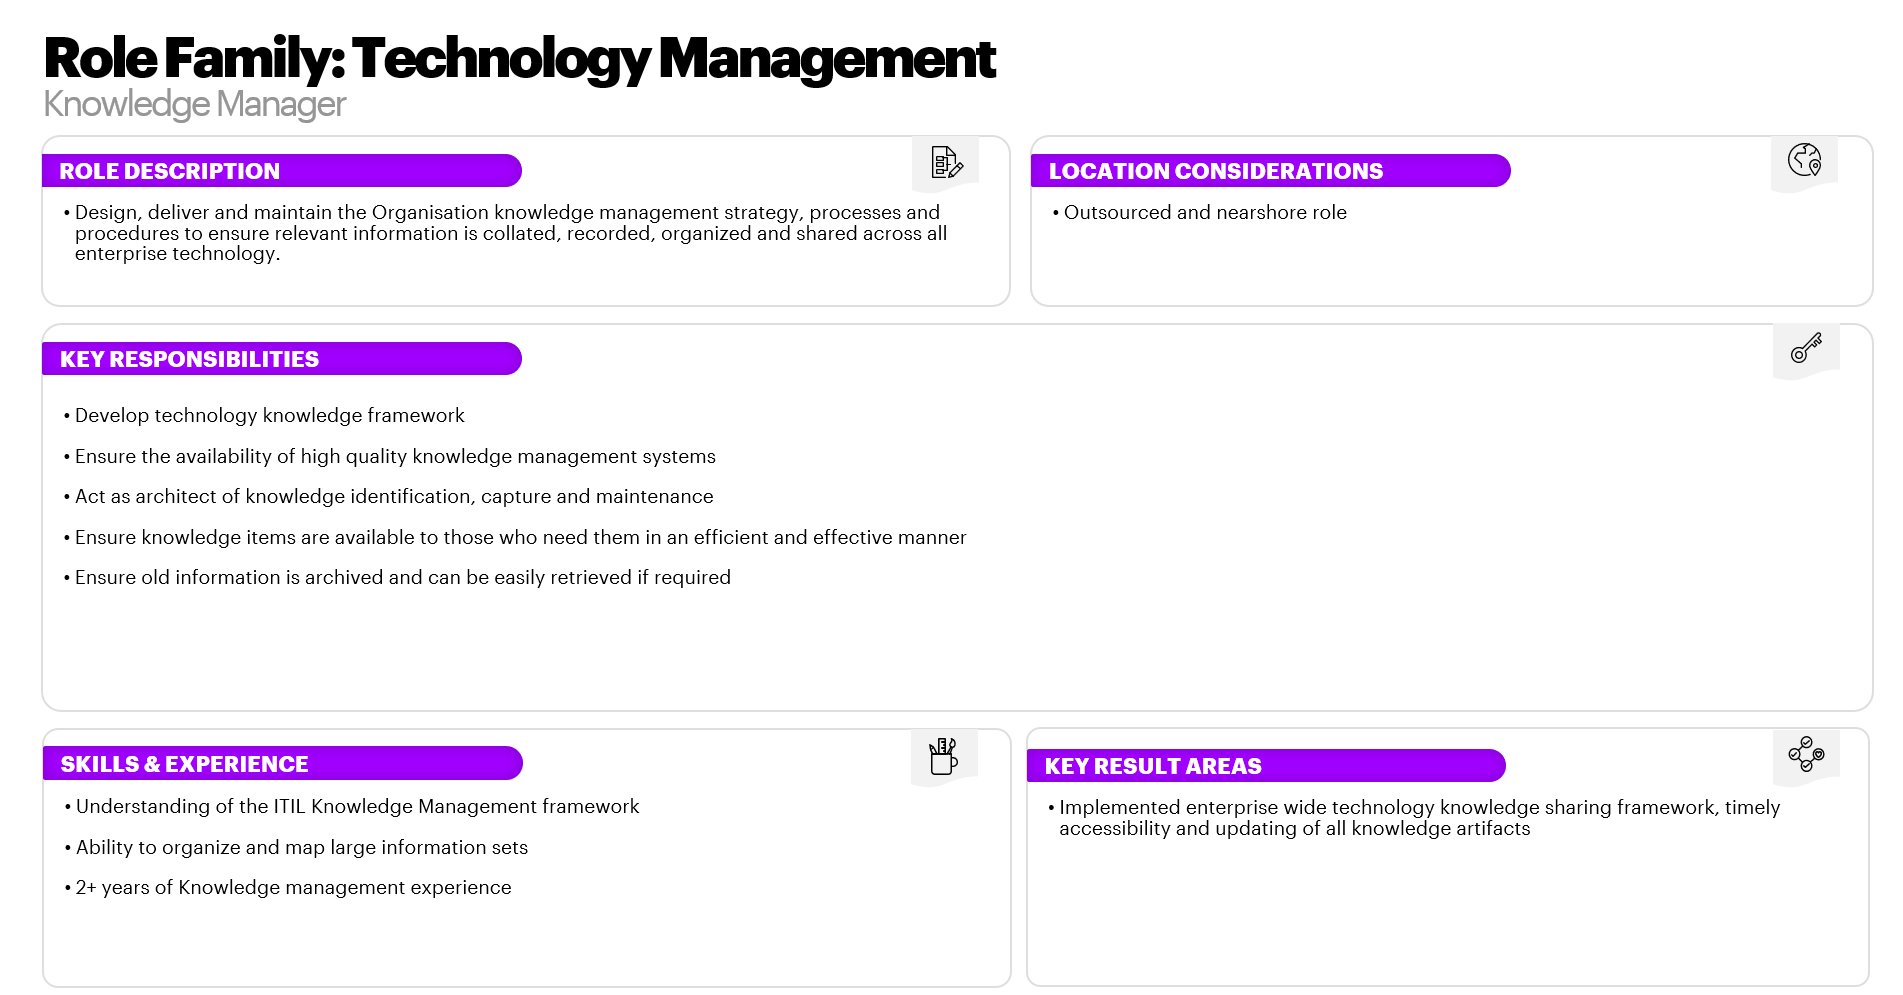 Role Family: Technology Management
Knowledge Manager
ROLE DESCRIPTION
• Design, deliver and maintain the Organisation knowledge management strategy, processes and
procedures to ensure relevant information is collated, recorded, organized and shared across all
enterprise technology.
LOCATION CONSIDERATIONS
• Outsourced and nearshore role
KEY RESPONSIBILITIES
• Develop technology knowledge framework
• Ensure the availability of high quality knowledge management systems
• Act as architect of knowledge identification, capture and maintenance
• Ensure knowledge items are available to those who need them in an efficient and effective manner
• Ensure old information is archived and can be easily retrieved if required
SKILLS & EXPERIENCE
• Understanding of the ITIL Knowledge Management framework
• Ability to organize and map large information sets
• 2+ years of Knowledge management experience
KEY RESULT AREAS
• Implemented enterprise wide technology knowledge sharing framework, timely
accessibility and updating of all knowledge artifacts